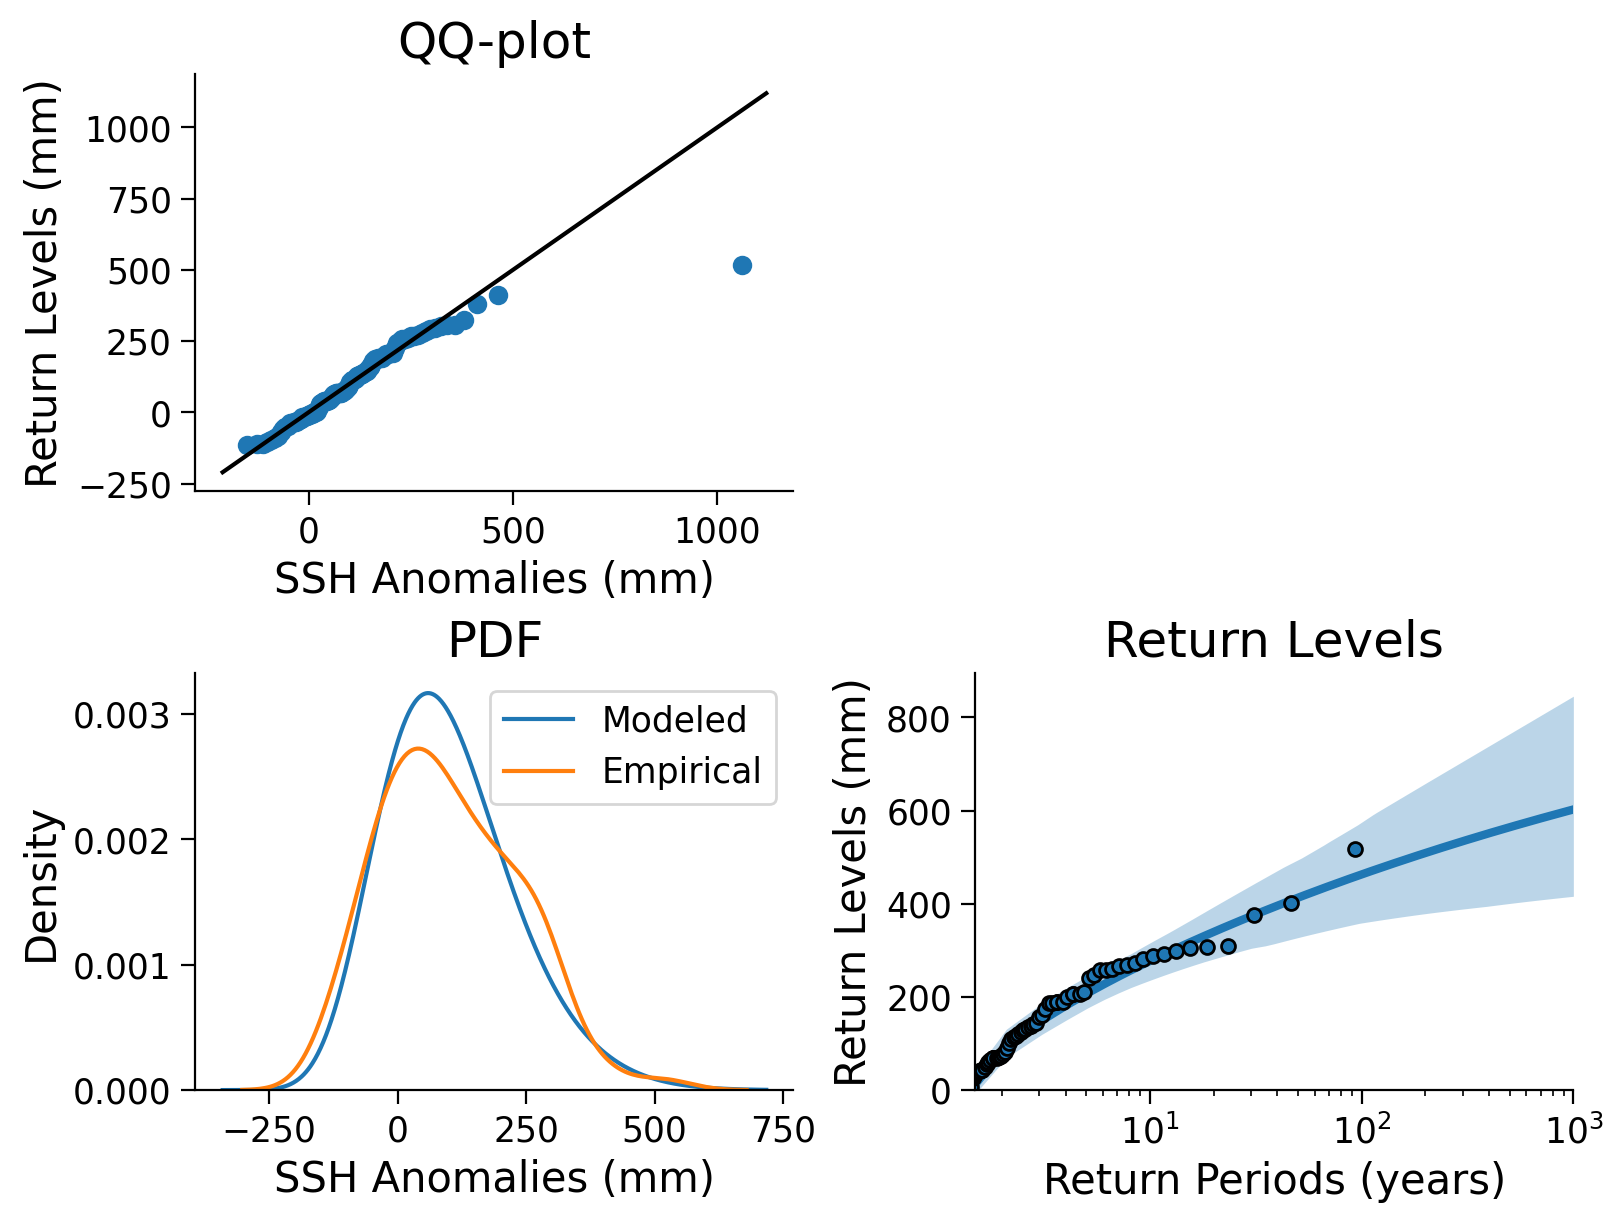 QQ-plot
Return Levels (mm)
1000
750
500
250
0
−250
0 500 1000
SSH Anomalies (mm)
PDF
Density
0.003
0.002
0.001
0.000
Modeled
Empirical
−250 0 250 500 750
SSH Anomalies (mm)
Return Levels
Return Levels (mm)
800
600
400
200
0
10¹ 10² 10³
Return Periods (years)